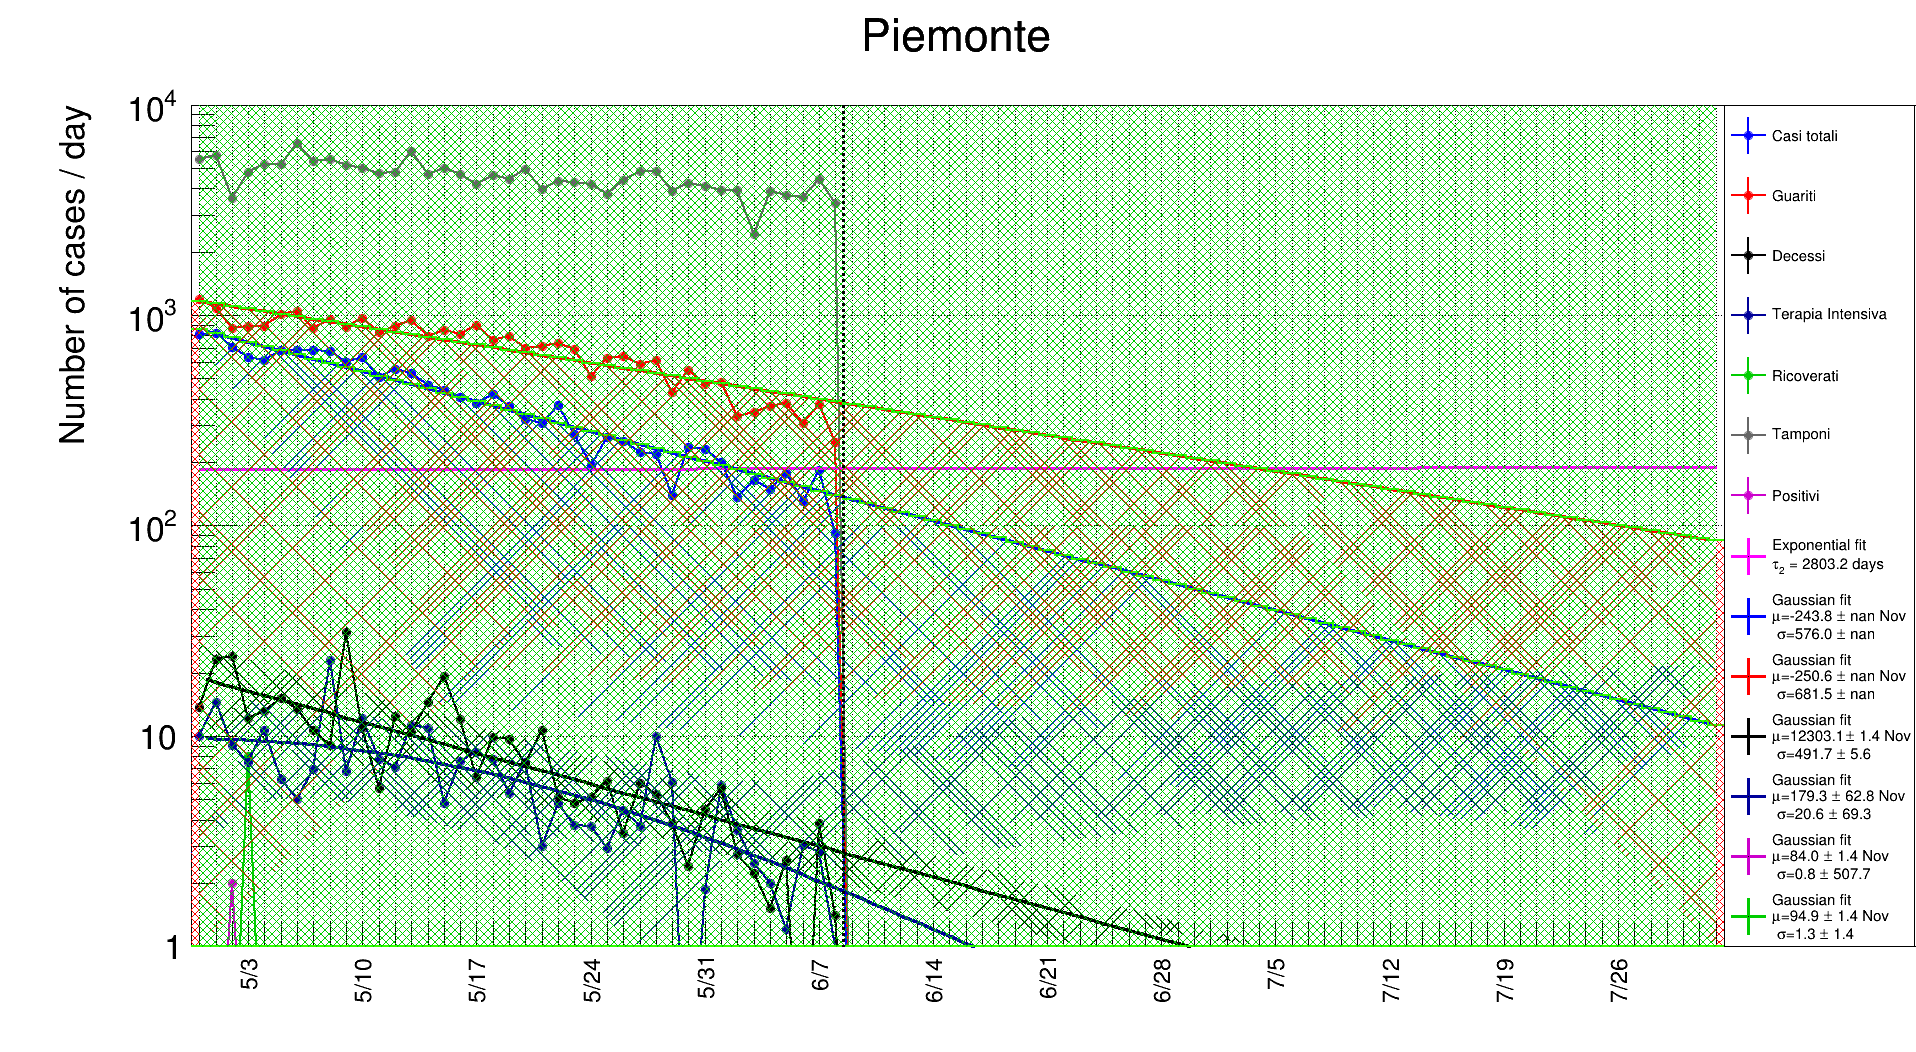 Piemonte
Number of cases / day
10^4
10^3
10^2
10
1
5/3
5/10
5/17
5/24
5/31
6/7
6/14
6/21
6/28
7/5
7/12
7/19
7/26
Casi totali
Guariti
Decessi
Terapia Intensiva
Ricoverati
Tamponi
Positivi
Exponential fit
τ₂ = 2803.2 days
Gaussian fit
μ=-243.8 ± nan Nov
σ=576.0 ± nan
Gaussian fit
μ=-250.6 ± nan Nov
σ=681.5 ± nan
Gaussian fit
μ=12303.1 ± 1.4 Nov
σ=491.7 ± 5.6
Gaussian fit
μ=179.3 ± 62.8 Nov
σ=20.6 ± 69.3
Gaussian fit
μ=84.0 ± 1.4 Nov
σ=0.8 ± 507.7
Gaussian fit
μ=94.9 ± 1.4 Nov
σ=1.3 ± 1.4